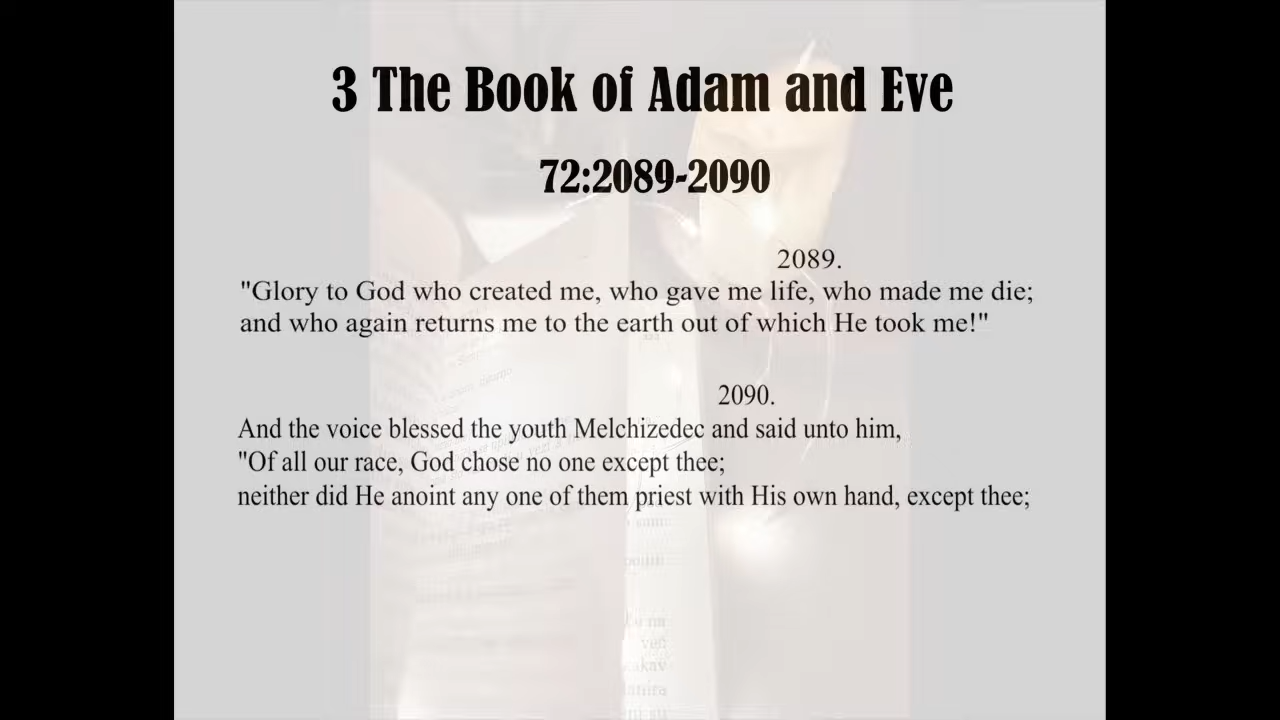 3 The Book of Adam and Eve
72:2089-2090
2089.
"Glory to God who created me, who gave me life, who made me die;
and who again returns me to the earth out of which He took me!"
2090.
And the voice blessed the youth Melchizedec and said unto him,
"Of all our race, God chose no one except thee;
neither did He anoint any one of them priest with His own hand, except thee;